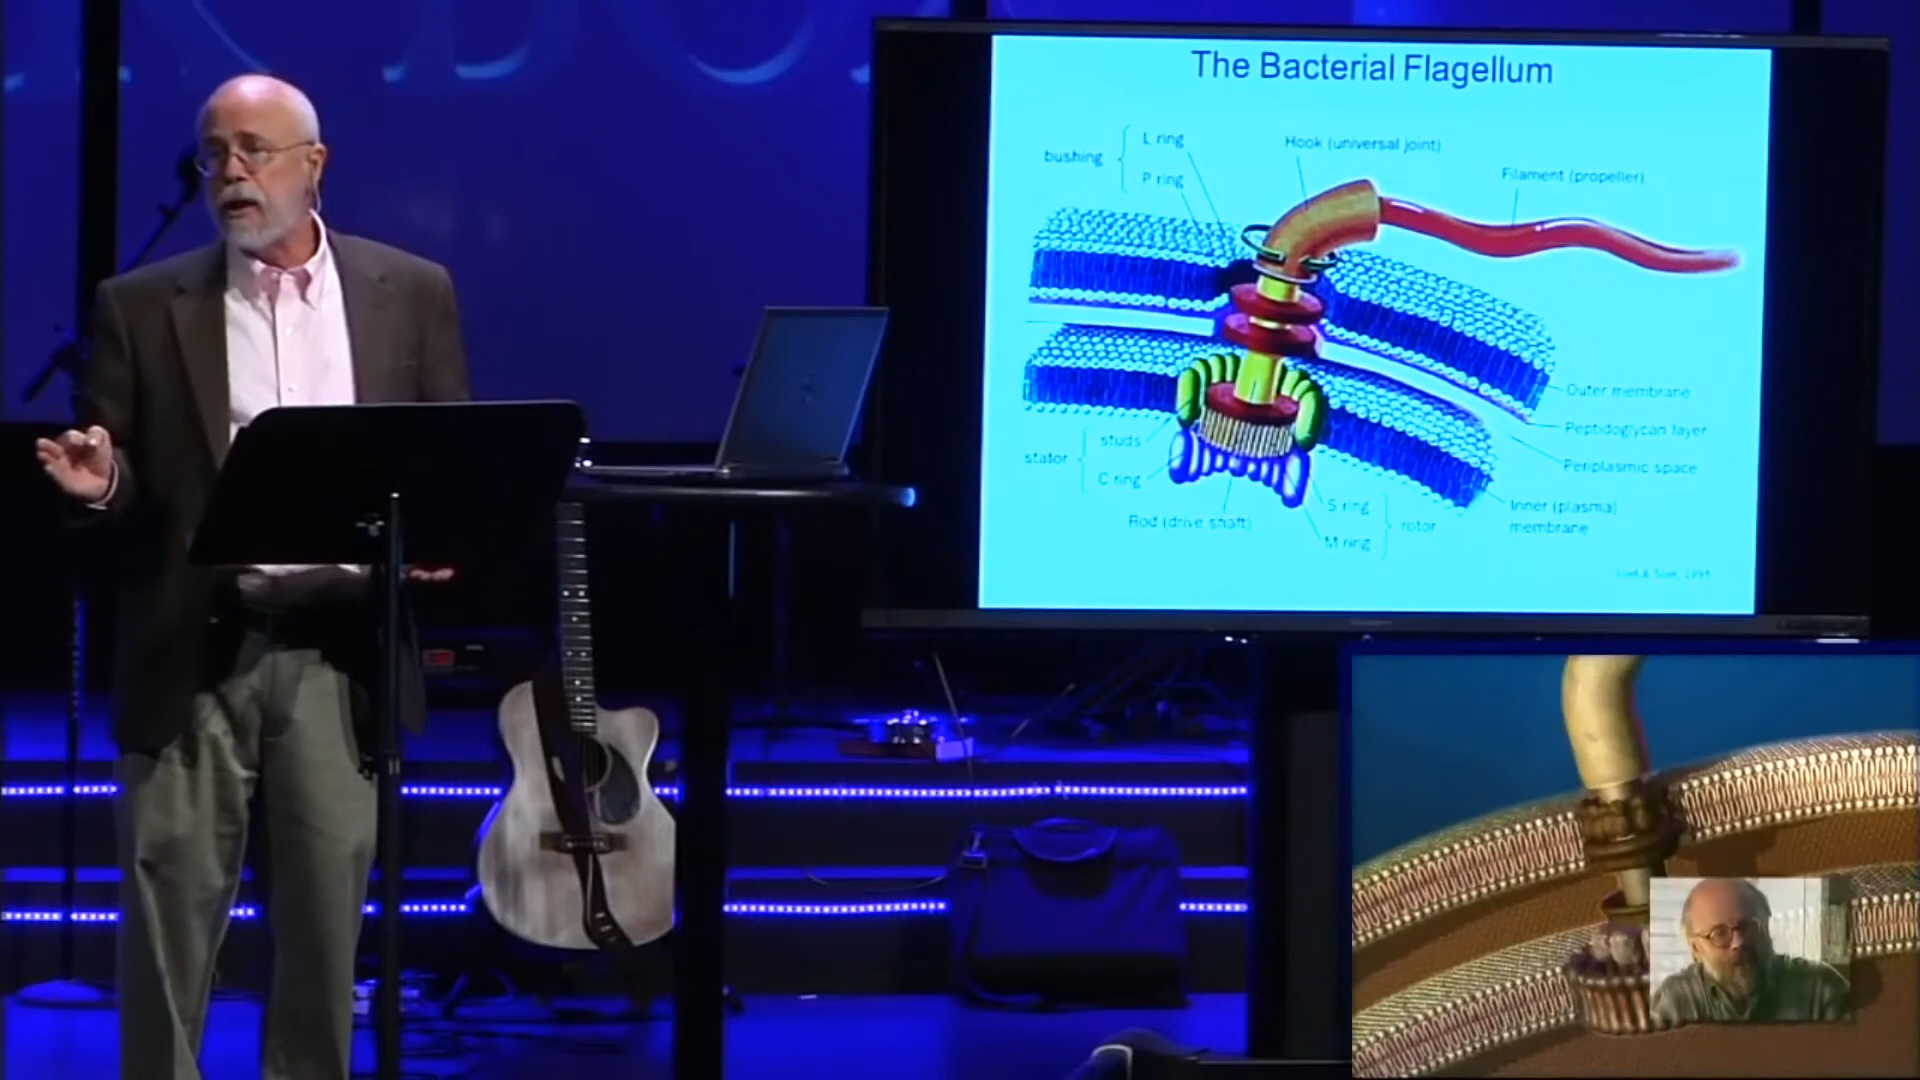 The Bacterial Flagellum
L ring
bushing
P ring
Hook (universal joint)
Filament (propeller)
Outer membrane
Peptidoglycan layer
Periplasmic space
Inner (plasma)
membrane
studs
stator
C ring
Rod (drive shaft)
S ring
rotor
M ring